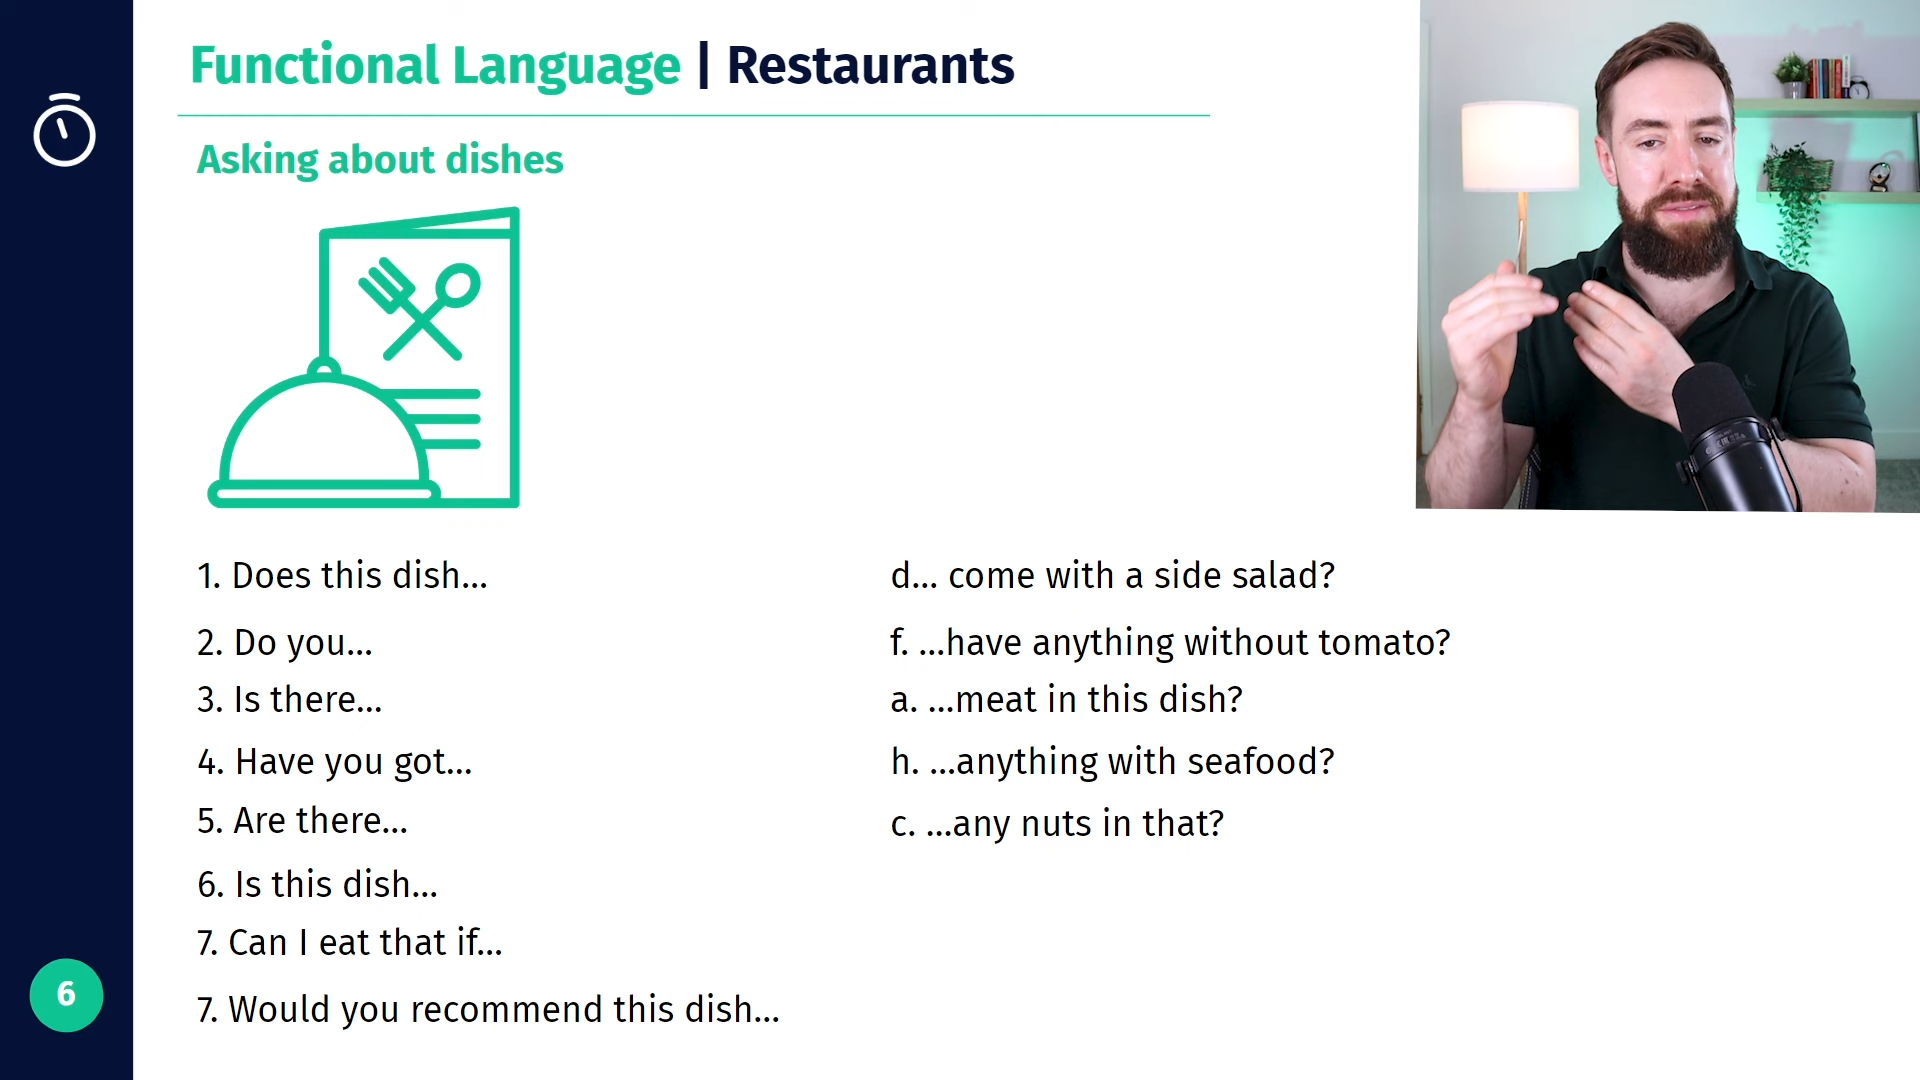 Functional Language | Restaurants
Asking about dishes
1. Does this dish...
d... come with a side salad?
2. Do you...
f. ...have anything without tomato?
3. Is there...
a. ...meat in this dish?
4. Have you got...
h. ...anything with seafood?
5. Are there...
c. ...any nuts in that?
6. Is this dish...
7. Can I eat that if...
7. Would you recommend this dish...
6